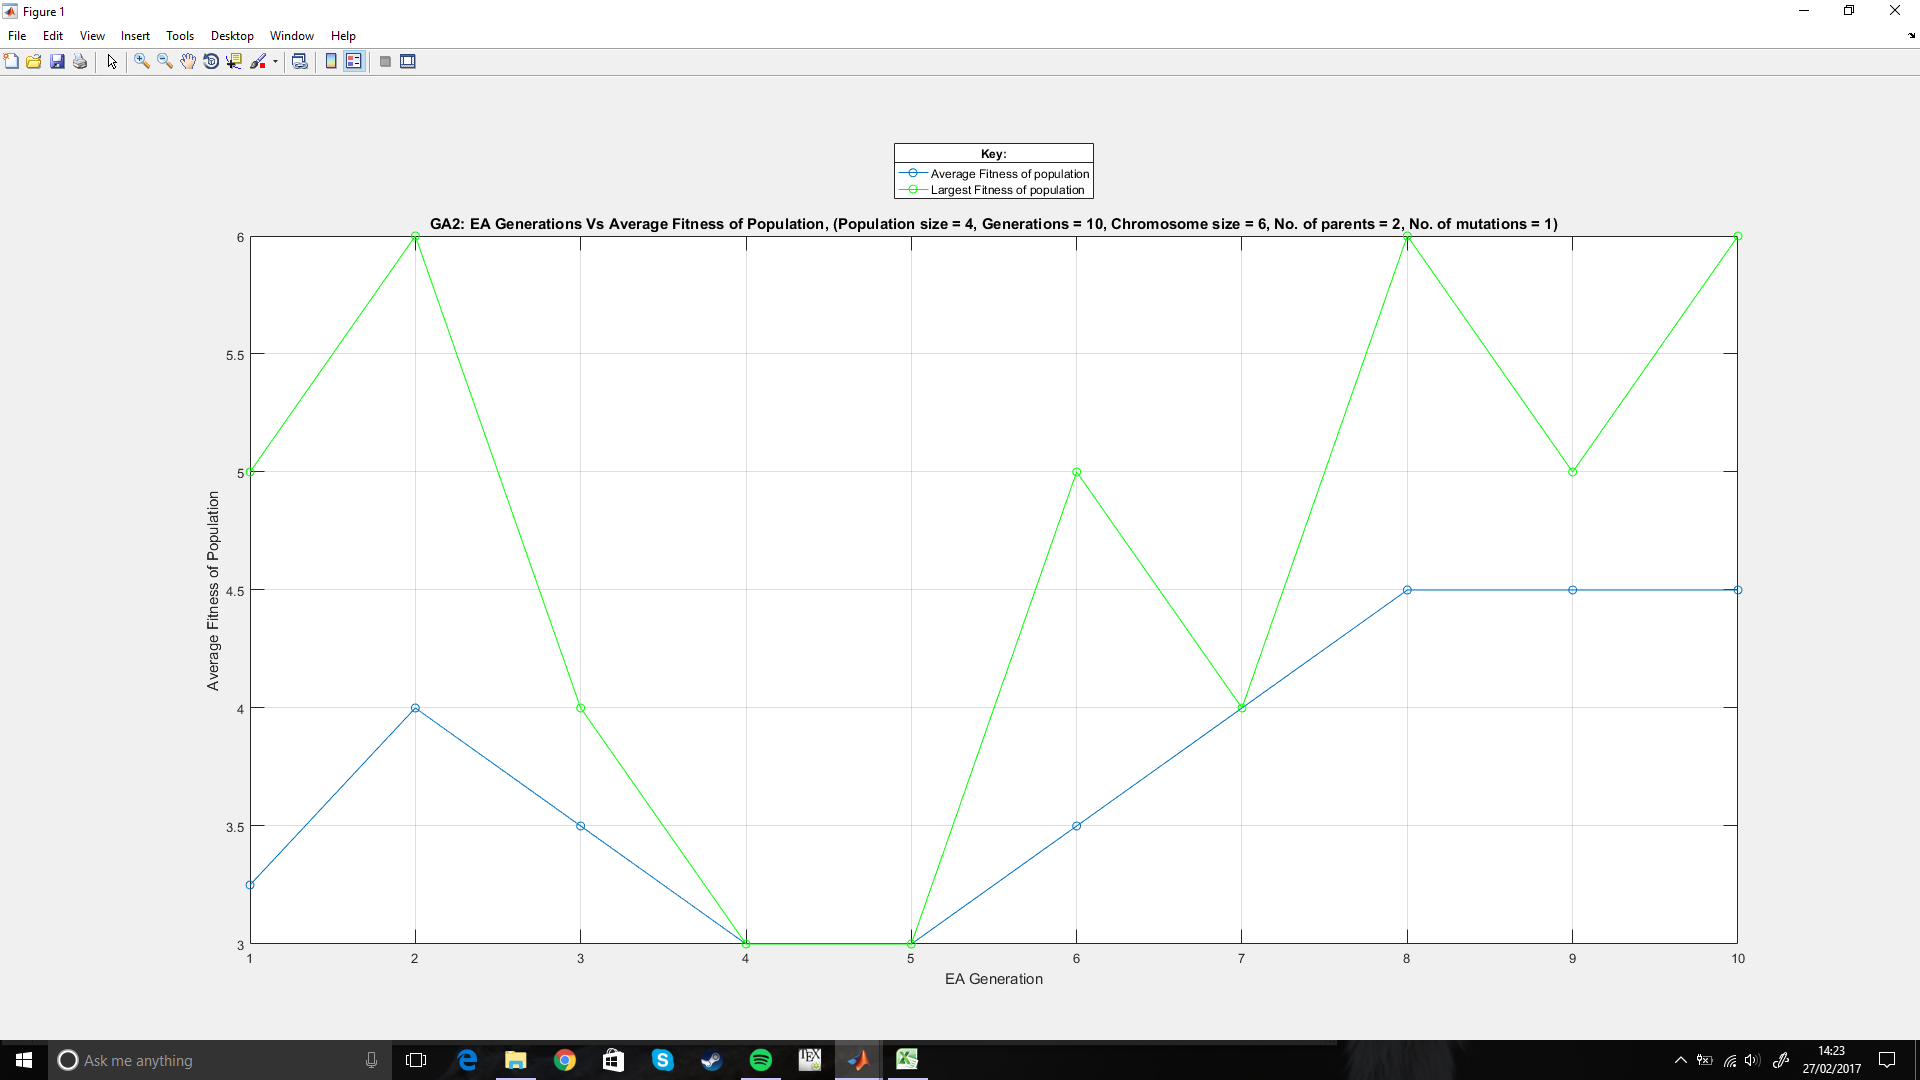 Figure 1
File Edit View Insert Tools Desktop Window Help
Key:
Average Fitness of population
Largest Fitness of population
GA2: EA Generations Vs Average Fitness of Population, (Population size = 4, Generations = 10, Chromosome size = 6, No. of parents = 2, No. of mutations = 1)
6
5.5
5
4.5
4
3.5
3
Average Fitness of Population
1 2 3 4 5 6 7 8 9 10
EA Generation
Ask me anything
TEX
14:23
27/02/2017